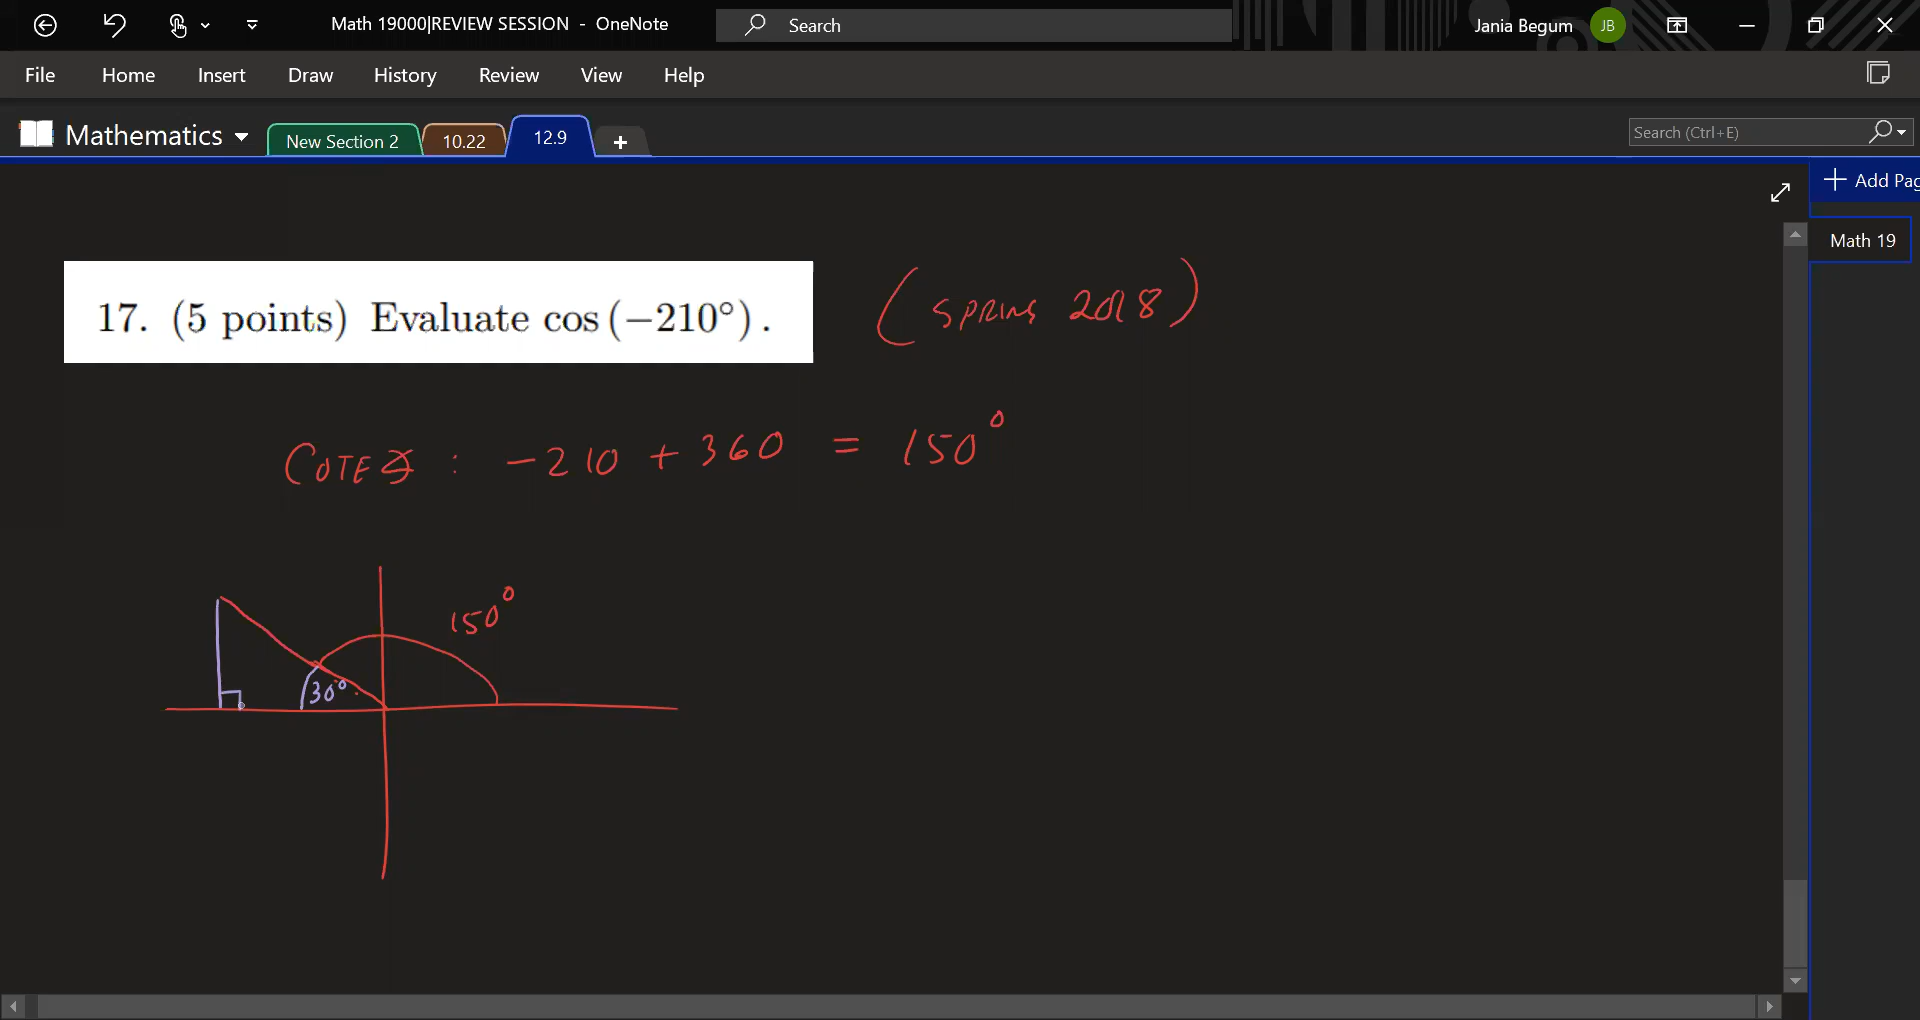 Math 19000|REVIEW SESSION - OneNote
Search
Jania Begum
JB
File Home Insert Draw History Review View Help
Mathematics
New Section 2
10.22
12.9
+
Search (Ctrl+E)
+ Add Pag
Math 19
17. (5 points) Evaluate cos (−210°).
(SPRING 2018)
COTE∡ : −210 + 360 = 150°
150°
30°